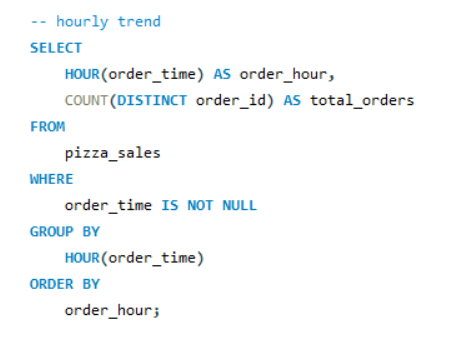 -- hourly trend
SELECT
    HOUR(order_time) AS order_hour,
    COUNT(DISTINCT order_id) AS total_orders
FROM
    pizza_sales
WHERE
    order_time IS NOT NULL
GROUP BY
    HOUR(order_time)
ORDER BY
    order_hour;